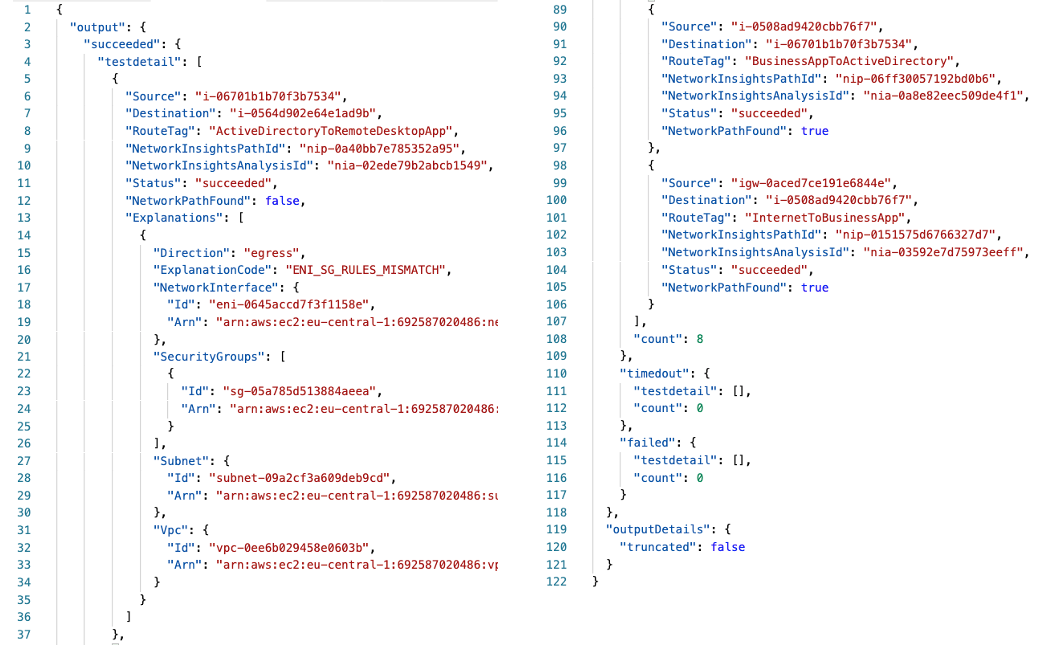 1 {
2 "output": {
3 "succeeded": {
4 "testdetail": [
5 {
6 "Source": "i-06701b1b70f3b7534",
7 "Destination": "i-0564d902e64e1ad9b",
8 "RouteTag": "ActiveDirectoryToRemoteDesktopApp",
9 "NetworkInsightsPathId": "nip-0a40bb7e785352a95",
10 "NetworkInsightsAnalysisId": "nia-02ede79b2abcb1549",
11 "Status": "succeeded",
12 "NetworkPathFound": false,
13 "Explanations": [
14 {
15 "Direction": "egress",
16 "ExplanationCode": "ENI_SG_RULES_MISMATCH",
17 "NetworkInterface": {
18 "Id": "eni-0645accd7f3f1158e",
19 "Arn": "arn:aws:ec2:eu-central-1:692587020486:ne
20 },
21 "SecurityGroups": [
22 {
23 "Id": "sg-05a785d513884aeea",
24 "Arn": "arn:aws:ec2:eu-central-1:692587020486:
25 }
26 ],
27 "Subnet": {
28 "Id": "subnet-09a2cf3a609deb9cd",
29 "Arn": "arn:aws:ec2:eu-central-1:692587020486:su
30 },
31 "Vpc": {
32 "Id": "vpc-0ee6b029458e0603b",
33 "Arn": "arn:aws:ec2:eu-central-1:692587020486:vp
34 }
35 }
36 ]
37 },
89 {
90 "Source": "i-0508ad9420cbb76f7",
91 "Destination": "i-06701b1b70f3b7534",
92 "RouteTag": "BusinessAppToActiveDirectory",
93 "NetworkInsightsPathId": "nip-06ff30057192bd0b6",
94 "NetworkInsightsAnalysisId": "nia-0a8e82eec509de4f1",
95 "Status": "succeeded",
96 "NetworkPathFound": true
97 },
98 {
99 "Source": "igw-0aced7ce191e6844e",
100 "Destination": "i-0508ad9420cbb76f7",
101 "RouteTag": "InternetToBusinessApp",
102 "NetworkInsightsPathId": "nip-0151575d6766327d7",
103 "NetworkInsightsAnalysisId": "nia-03592e7d75973eeff",
104 "Status": "succeeded",
105 "NetworkPathFound": true
106 }
107 ],
108 "count": 8
109 },
110 "timedout": {
111 "testdetail": [],
112 "count": 0
113 },
114 "failed": {
115 "testdetail": [],
116 "count": 0
117 }
118 },
119 "outputDetails": {
120 "truncated": false
121 }
122 }